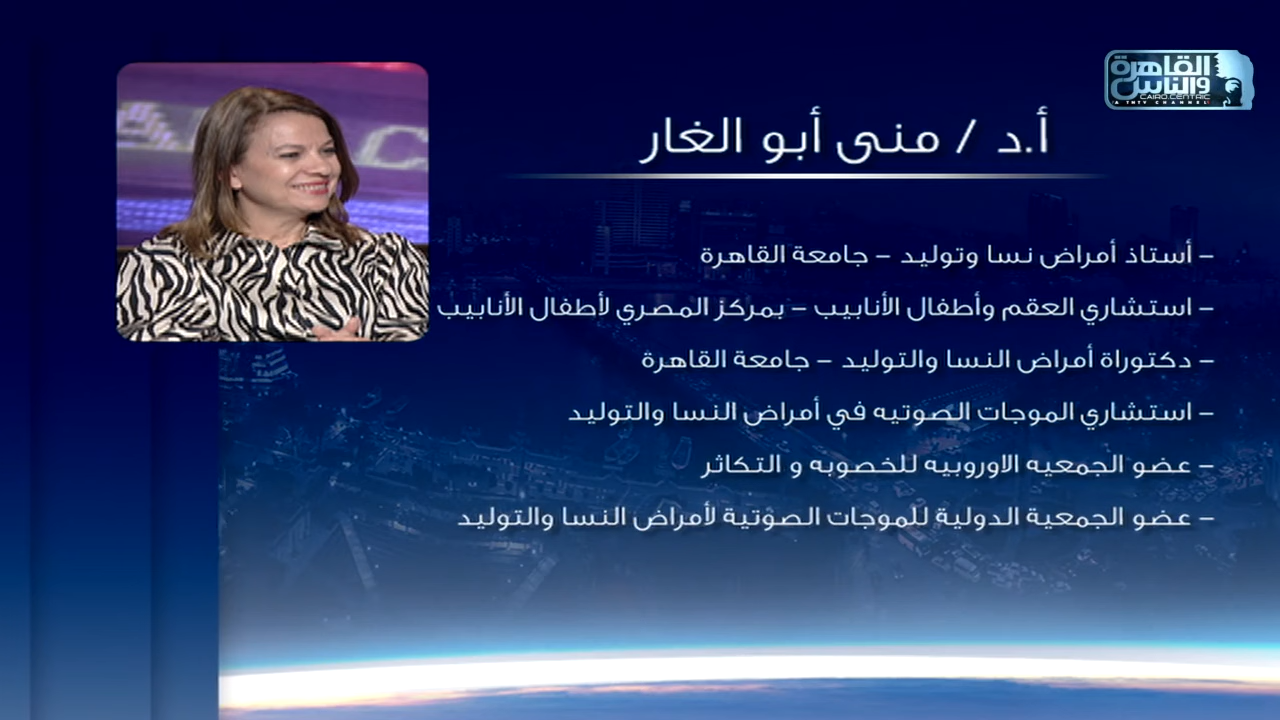 القاهرة
والناس
CAIRO.CENTRIC
A TNTV CHANNEL
أ.د / منى أبو الغار
- أستاذ أمراض نسا وتوليد - جامعة القاهرة
- استشاري العقم وأطفال الأنابيب - بمركز المصري لأطفال الأنابيب
- دكتوراة أمراض النسا والتوليد - جامعة القاهرة
- استشاري الموجات الصوتيه في أمراض النسا والتوليد
- عضو الجمعيه الاوروبيه للخصوبه و التكاثر
- عضو الجمعية الدولية للموجات الصوتية لأمراض النسا والتوليد